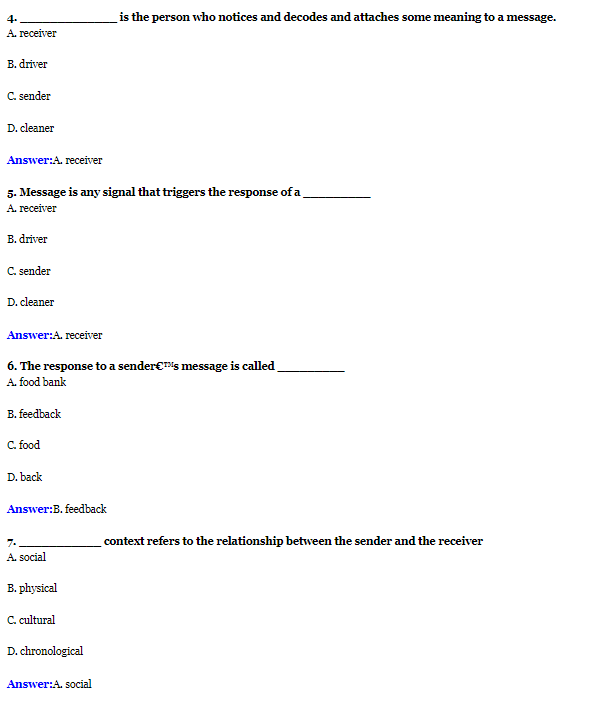 4. _______________ is the person who notices and decodes and attaches some meaning to a message.
A. receiver
B. driver
C. sender
D. cleaner
Answer:A. receiver
5. Message is any signal that triggers the response of a __________
A. receiver
B. driver
C. sender
D. cleaner
Answer:A. receiver
6. The response to a sender€™s message is called __________
A. food bank
B. feedback
C. food
D. back
Answer:B. feedback
7. ____________ context refers to the relationship between the sender and the receiver
A. social
B. physical
C. cultural
D. chronological
Answer:A. social